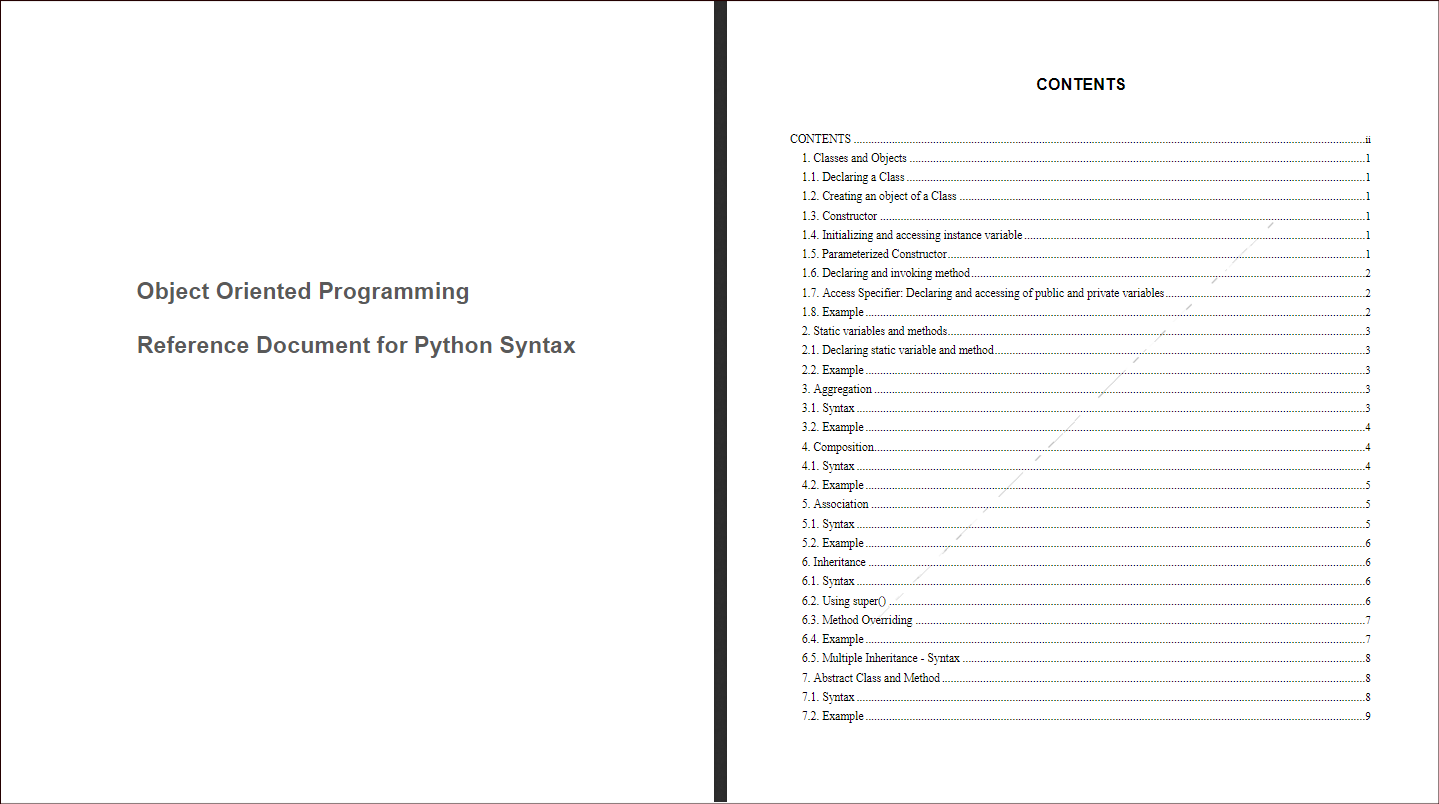 Object Oriented Programming
Reference Document for Python Syntax
CONTENTS
CONTENTS ........................................ ii
1. Classes and Objects ........................................ 1
1.1. Declaring a Class ........................................ 1
1.2. Creating an object of a Class ........................................ 1
1.3. Constructor ........................................ 1
1.4. Initializing and accessing instance variable ........................................ 1
1.5. Parameterized Constructor ........................................ 1
1.6. Declaring and invoking method ........................................ 2
1.7. Access Specifier: Declaring and accessing of public and private variables ........................................ 2
1.8. Example ........................................ 2
2. Static variables and methods ........................................ 3
2.1. Declaring static variable and method ........................................ 3
2.2. Example ........................................ 3
3. Aggregation ........................................ 3
3.1. Syntax ........................................ 3
3.2. Example ........................................ 4
4. Composition ........................................ 4
4.1. Syntax ........................................ 4
4.2. Example ........................................ 5
5. Association ........................................ 5
5.1. Syntax ........................................ 5
5.2. Example ........................................ 6
6. Inheritance ........................................ 6
6.1. Syntax ........................................ 6
6.2. Using super() ........................................ 6
6.3. Method Overriding ........................................ 7
6.4. Example ........................................ 7
6.5. Multiple Inheritance - Syntax ........................................ 8
7. Abstract Class and Method ........................................ 8
7.1. Syntax ........................................ 8
7.2. Example ........................................ 9